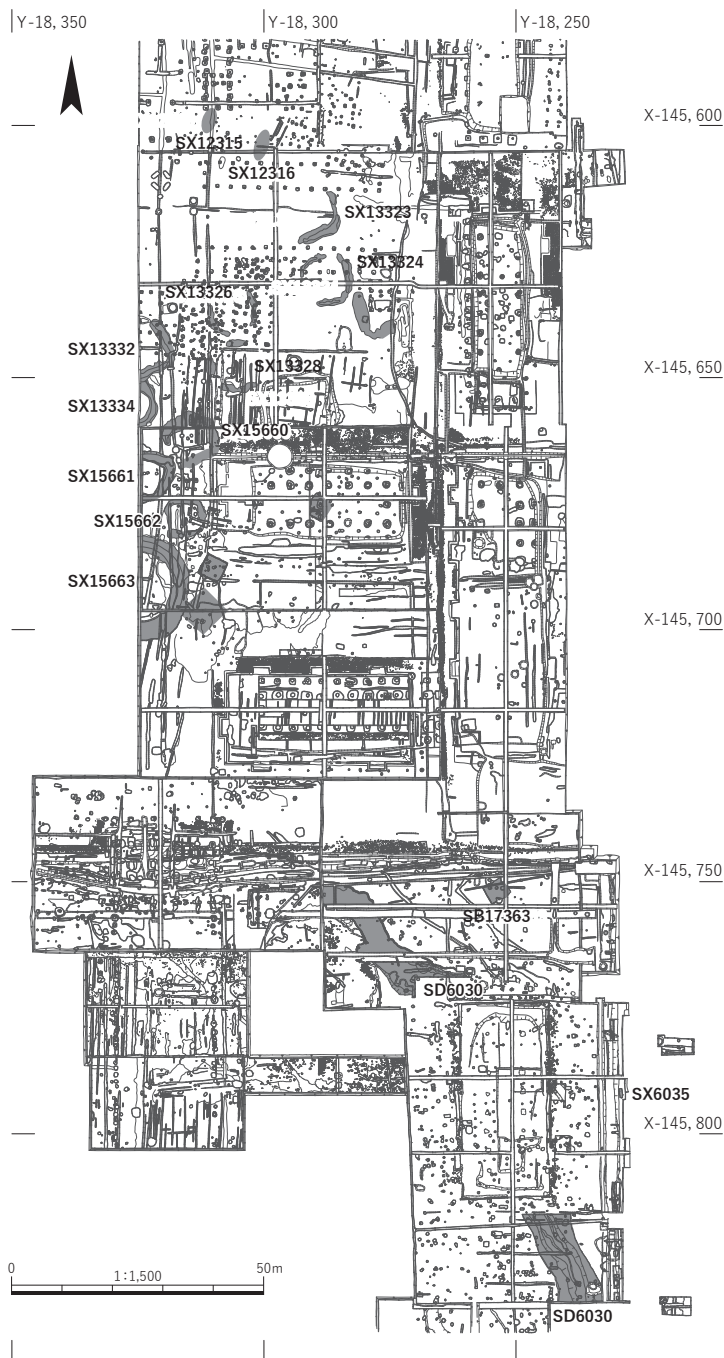 Y-18, 350
Y-18, 300
Y-18, 250
X-145, 600
SX12315
SX12316
SX13323
SX13324
SX13326
SX13332
X-145, 650
SX13328
SX13334
SX15660
SX15661
SX15662
SX15663
X-145, 700
X-145, 750
SB17363
SD6030
SX6035
X-145, 800
0
1:1,500
50m
SD6030